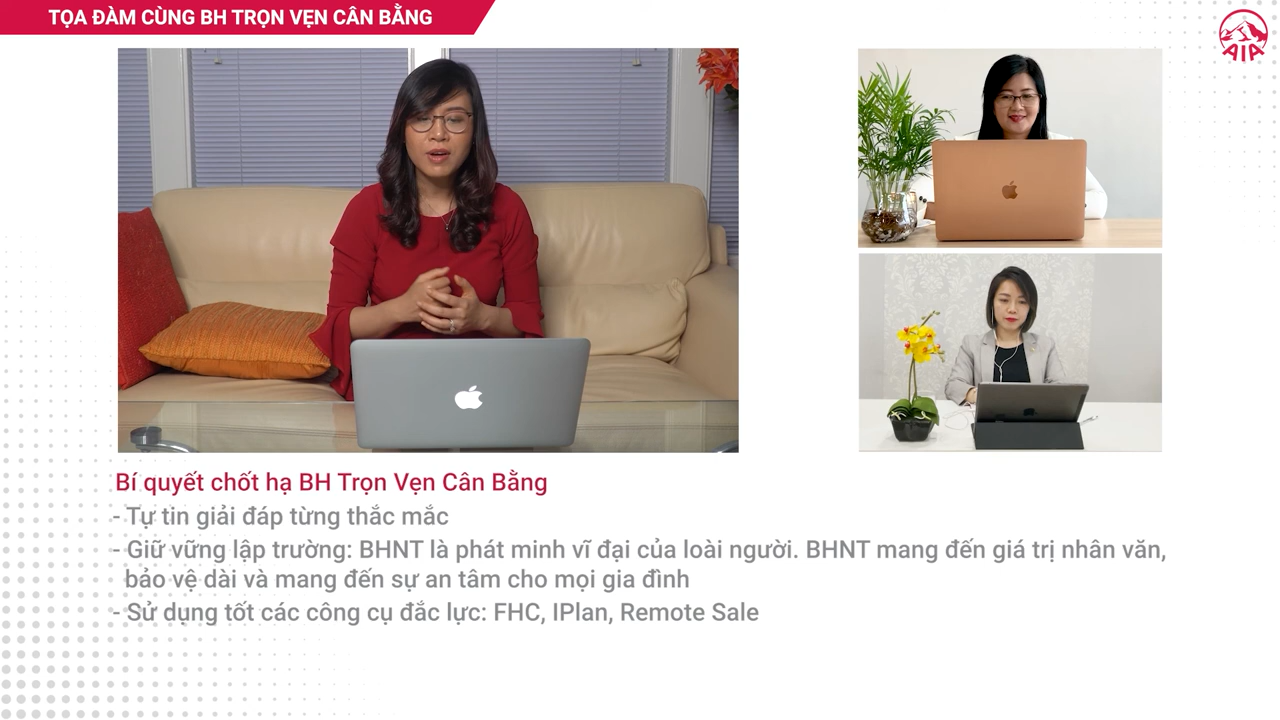 TỌA ĐÀM CÙNG BH TRỌN VẸN CÂN BẰNG
AIA
Bí quyết chốt hạ BH Trọn Vẹn Cân Bằng
- Tự tin giải đáp từng thắc mắc
- Giữ vững lập trường: BHNT là phát minh vĩ đại của loài người. BHNT mang đến giá trị nhân văn,
bảo vệ dài và mang đến sự an tâm cho mọi gia đình
- Sử dụng tốt các công cụ đắc lực: FHC, IPlan, Remote Sale